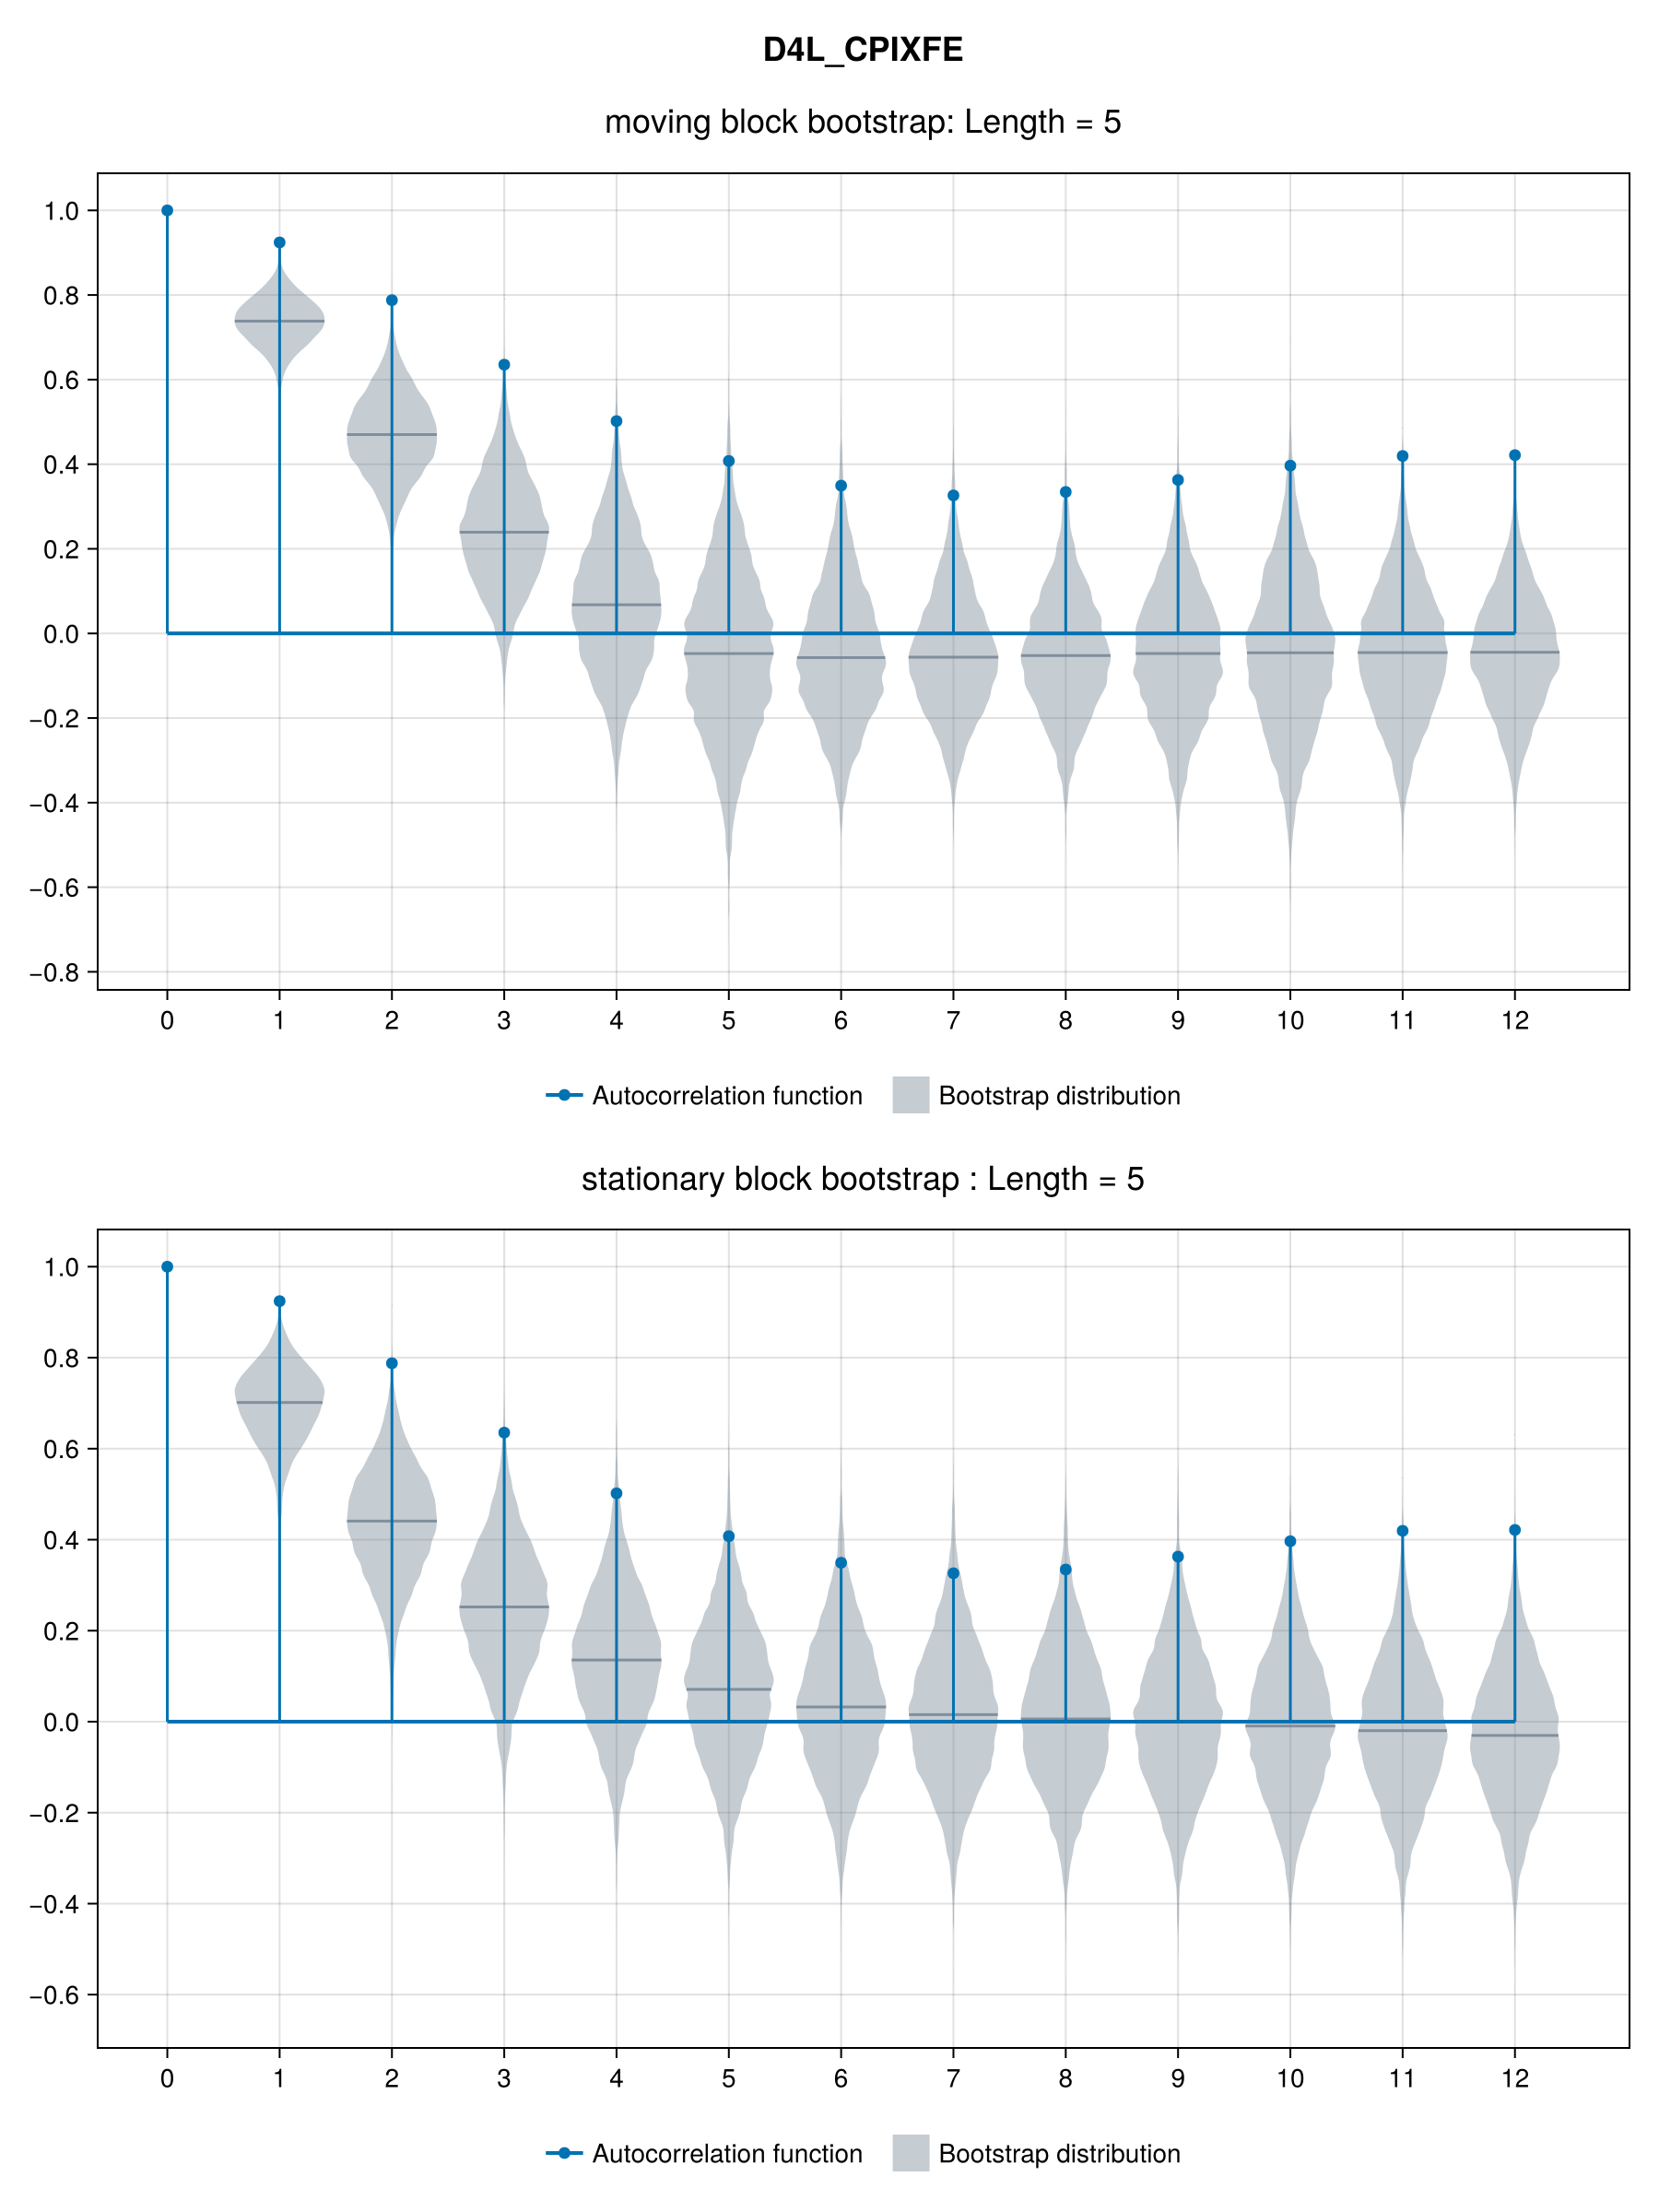 D4L_CPIXFE
moving block bootstrap: Length = 5
1.0
0.8
0.6
0.4
0.2
0.0
−0.2
−0.4
−0.6
−0.8
0 1 2 3 4 5 6 7 8 9 10 11 12
Autocorrelation function Bootstrap distribution
stationary block bootstrap : Length = 5
1.0
0.8
0.6
0.4
0.2
0.0
−0.2
−0.4
−0.6
0 1 2 3 4 5 6 7 8 9 10 11 12
Autocorrelation function Bootstrap distribution